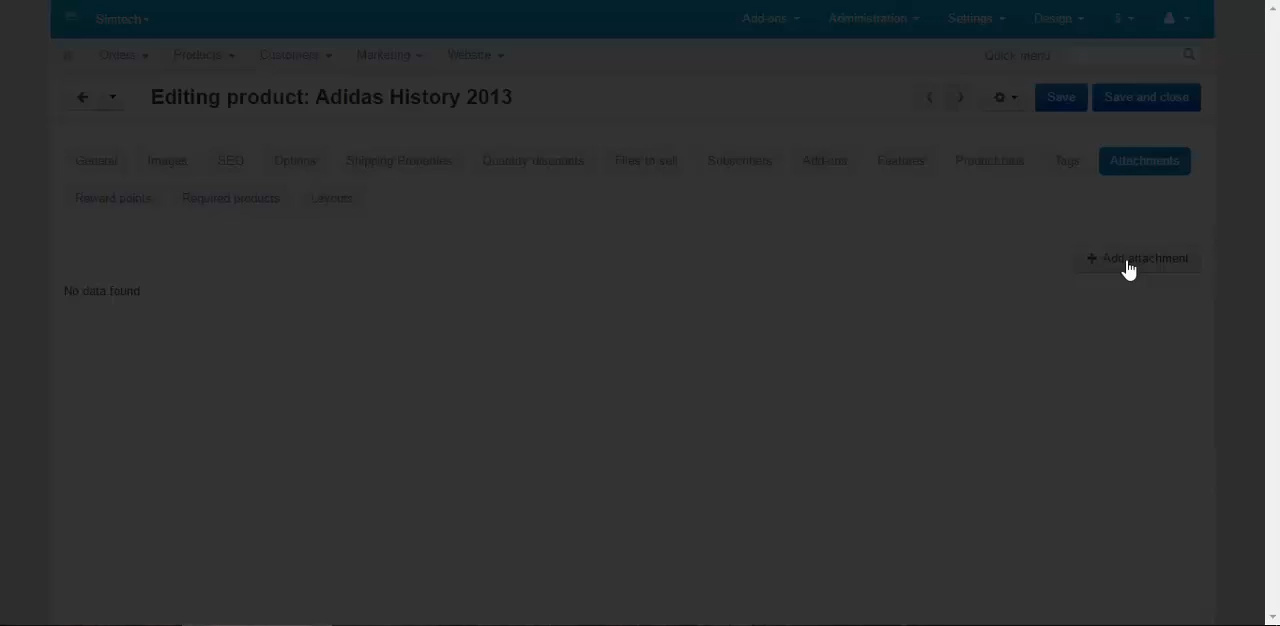 Simtech
Add-ons Administration Settings Design $
Orders Products Customers Marketing Website Quick menu
Editing product: Adidas History 2013 Save Save and close
General Images SEO Options Shipping Properties Quantity discounts Files to sell Subscribers Add-ons Features Product tabs Tags Attachments
Reward points Required products Layouts
+ Add attachment
No data found